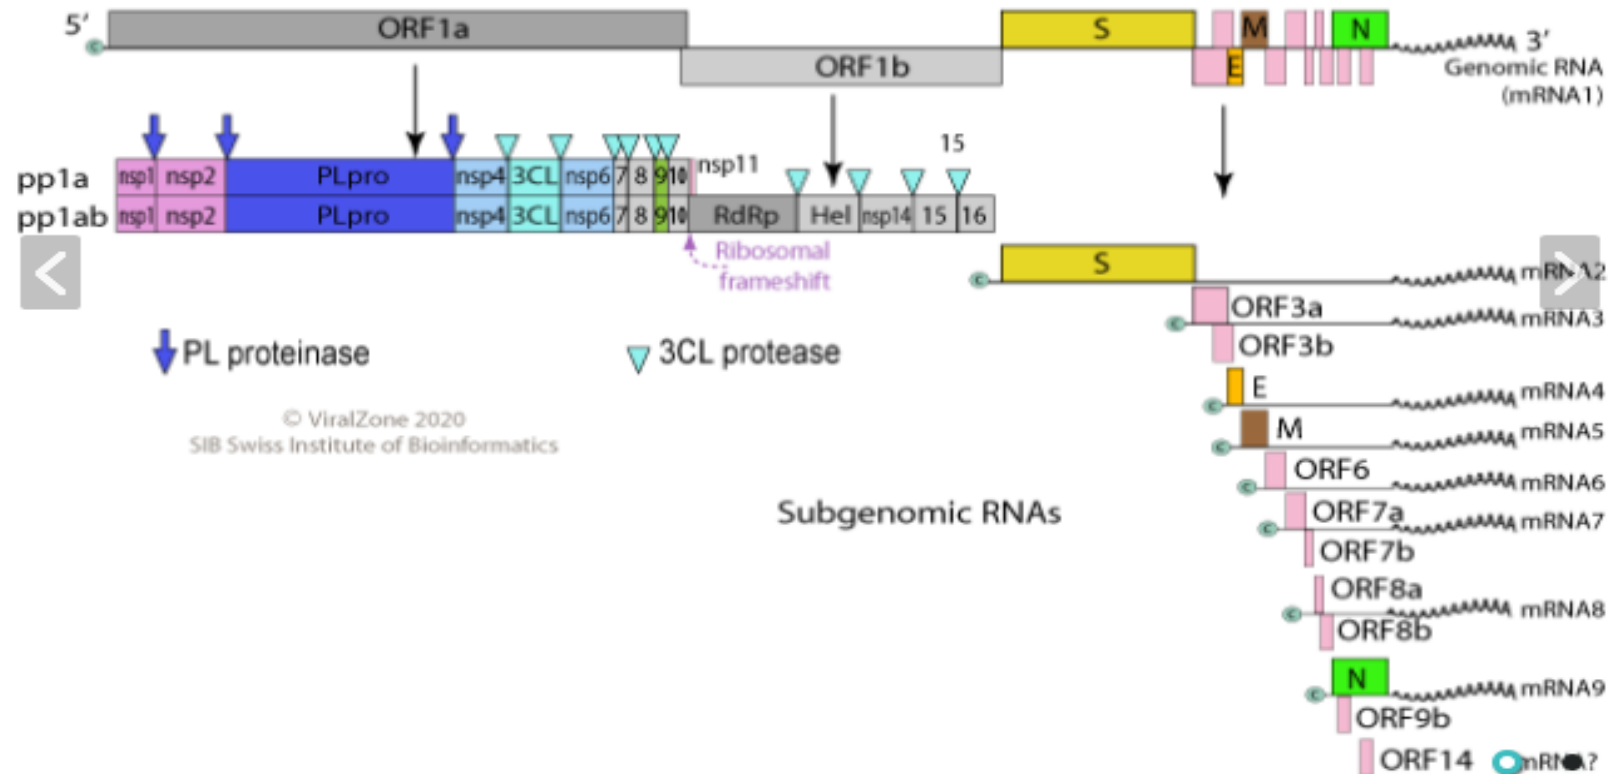 5′ ORF1a S M N 3′
ORF1b E Genomic RNA
(mRNA1)
15
pp1a nsp1 nsp2 PLpro nsp4 3CL nsp6 7 8 9 10 nsp11
pp1ab nsp1 nsp2 PLpro nsp4 3CL nsp6 7 8 9 10 RdRp Hel nsp14 15 16
Ribosomal
frameshift
c S mRNA2
ORF3a
c mRNA3
ORF3b
PL proteinase 3CL protease
c E mRNA4
c M mRNA5
© ViralZone 2020
SIB Swiss Institute of Bioinformatics
c ORF6 mRNA6
Subgenomic RNAs
c ORF7a mRNA7
ORF7b
ORF8a
c mRNA8
ORF8b
c N mRNA9
ORF9b
ORF14 mRNA?